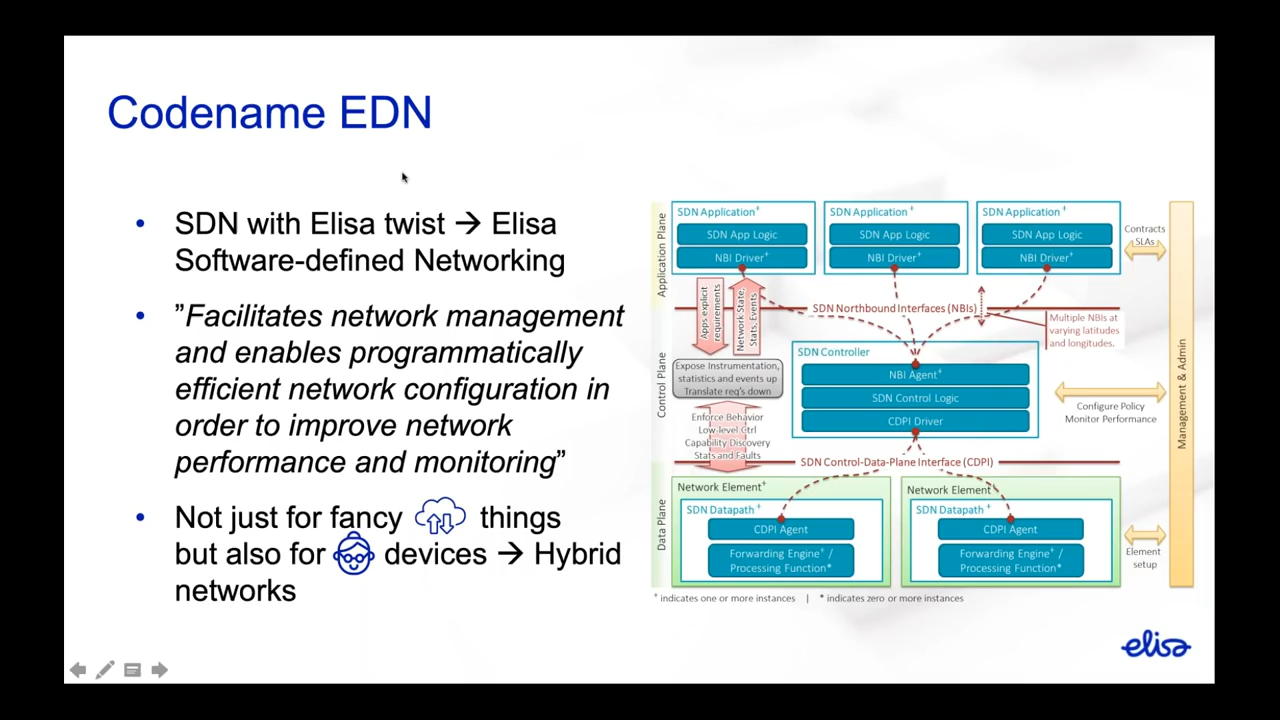 Codename EDN
• SDN with Elisa twist → Elisa
Software-defined Networking
• ”Facilitates network management
and enables programmatically
efficient network configuration in
order to improve network
performance and monitoring”
• Not just for fancy things
but also for devices → Hybrid
networks
Application Plane
SDN Application+
SDN App Logic
NBI Driver+
SDN Application+
SDN App Logic
NBI Driver+
SDN Application+
SDN App Logic
NBI Driver+
Contracts
SLAs
Apps explicit
requirements
Network State,
Stats, Events
SDN Northbound Interfaces (NBIs)
Multiple NBIs at
varying latitudes
and longitudes.
Control Plane
Expose Instrumentation,
statistics and events up
Translate req's down
SDN Controller
NBI Agent+
SDN Control Logic
CDPI Driver
Configure Policy
Monitor Performance
Management & Admin
Enforce Behavior
Low-level Ctrl
Capability Discovery
Stats and Faults
SDN Control-Data-Plane Interface (CDPI)
Data Plane
Network Element+
SDN Datapath+
CDPI Agent
Forwarding Engine+ /
Processing Function*
Network Element+
SDN Datapath+
CDPI Agent
Forwarding Engine+ /
Processing Function*
Element
setup
+ indicates one or more instances | * indicates zero or more instances
elisa